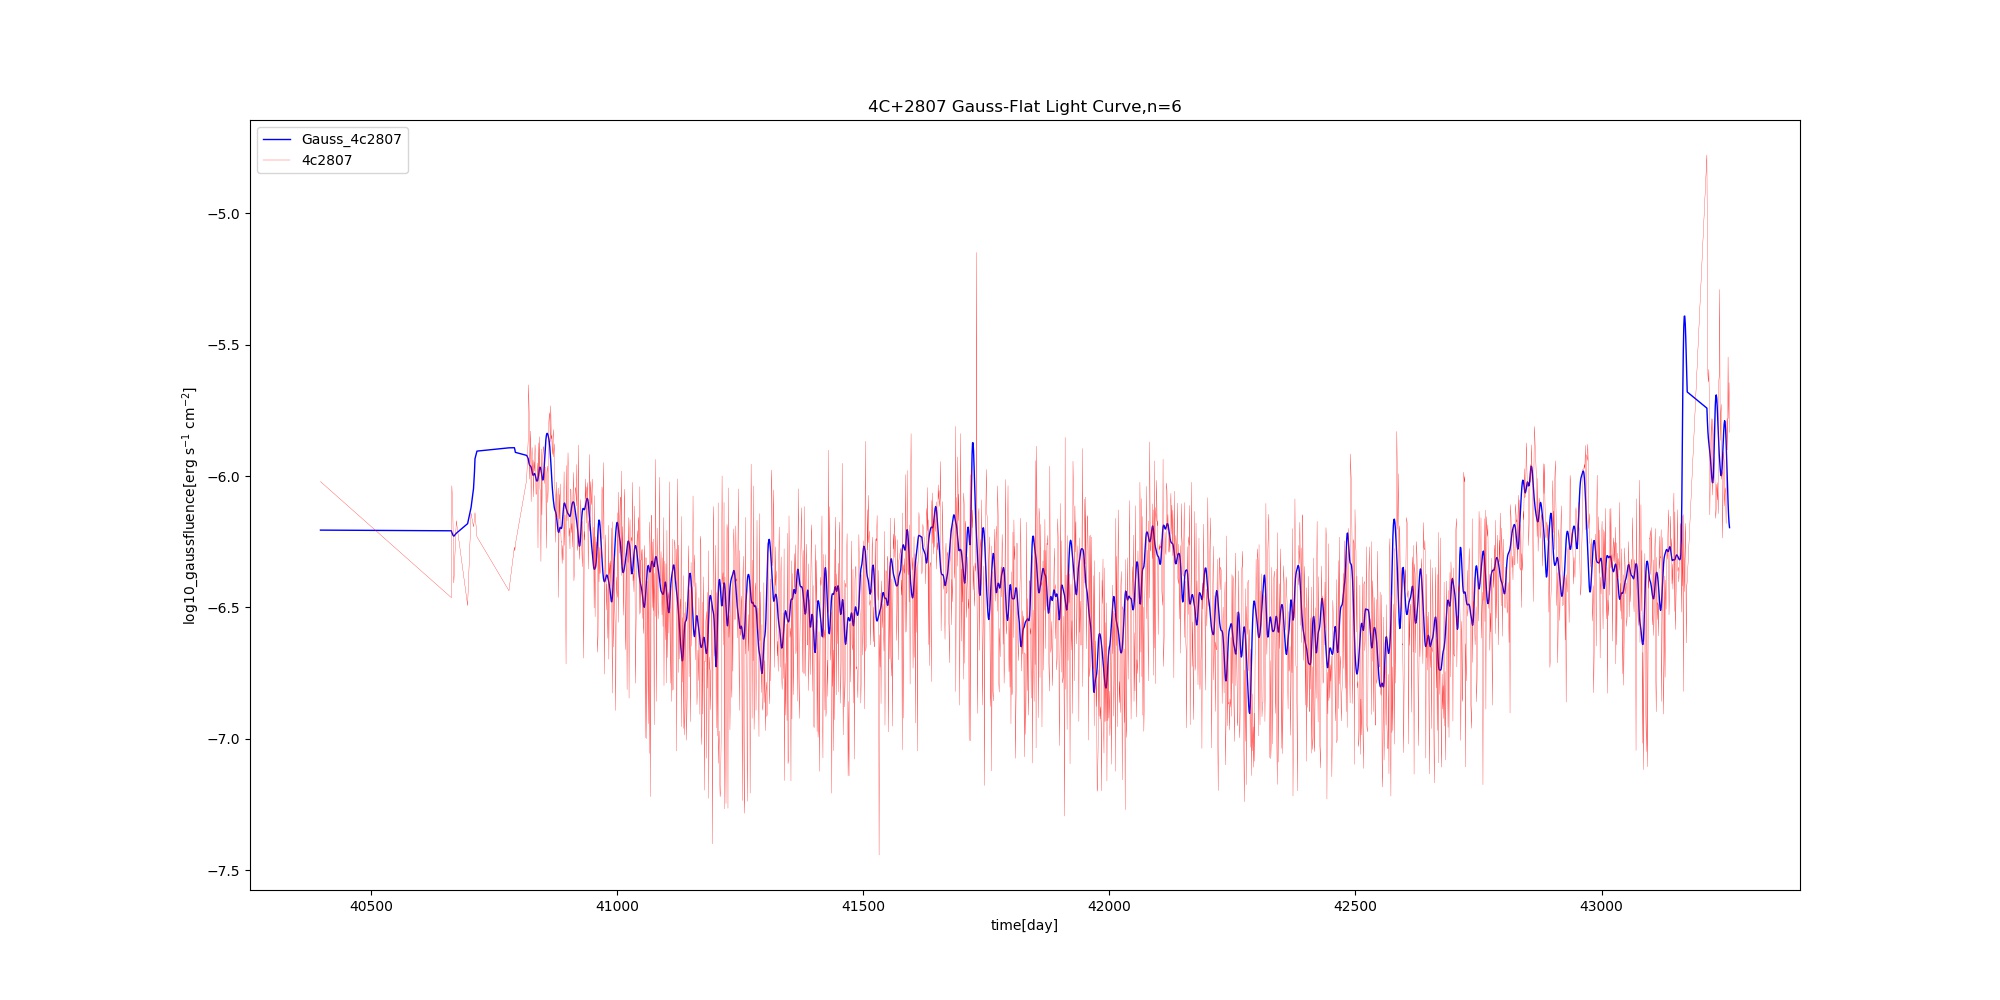 4C+2807 Gauss-Flat Light Curve,n=6
Gauss_4c2807
4c2807
log10_gaussfluence[erg s⁻¹ cm⁻²]
−5.0
−5.5
−6.0
−6.5
−7.0
−7.5
40500 41000 41500 42000 42500 43000
time[day]